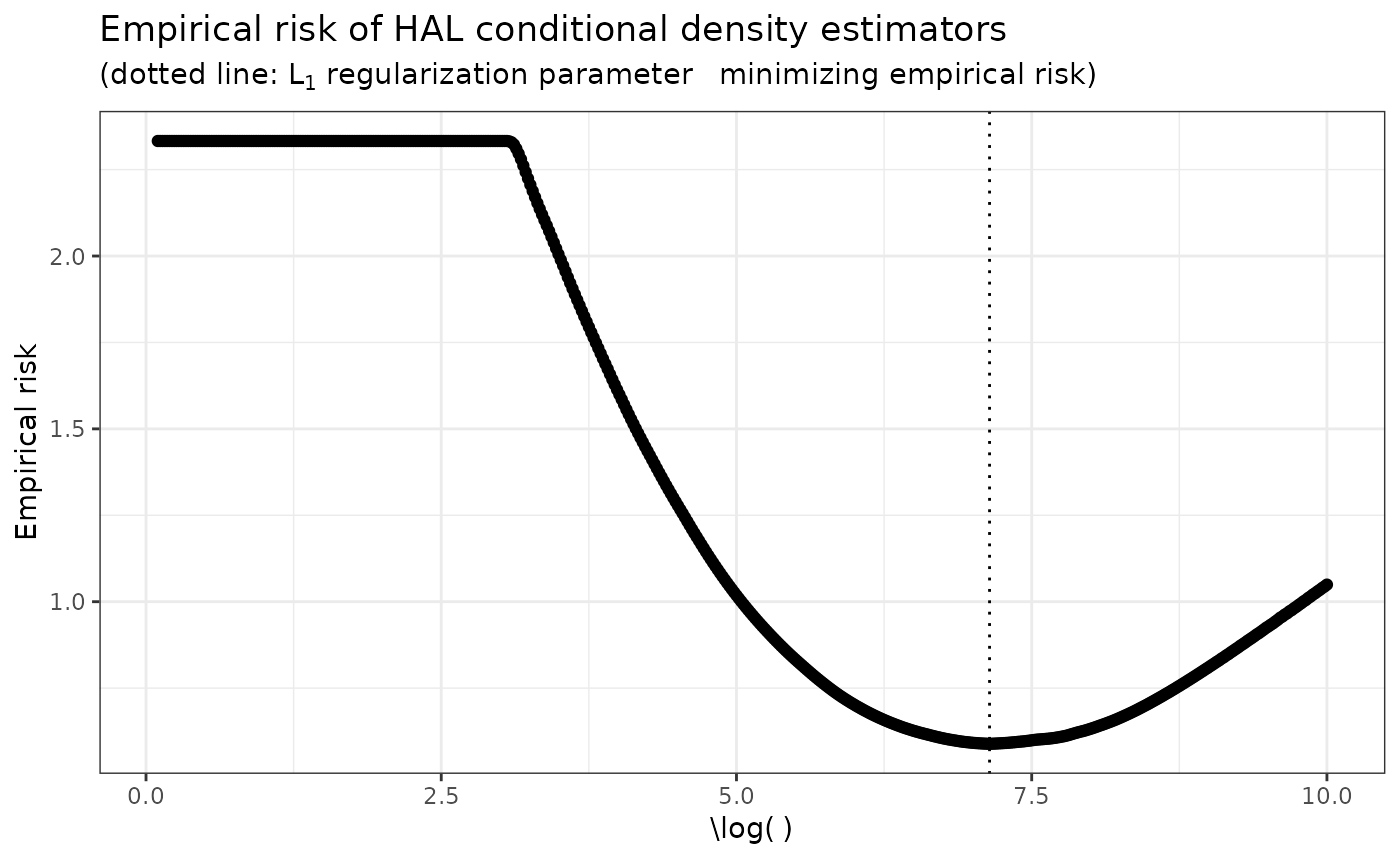 Empirical risk of HAL conditional density estimators
(dotted line: L₁ regularization parameter   minimizing empirical risk)
Empirical risk
2.0
1.5
1.0
0.0 2.5 5.0 7.5 10.0
\log( )